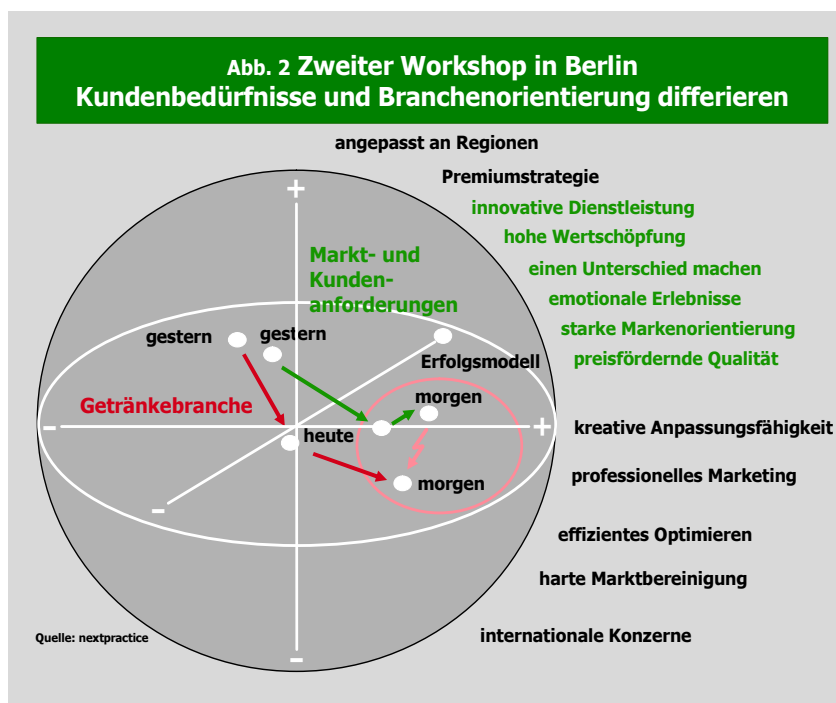 Abb. 2 Zweiter Workshop in Berlin
Kundenbedürfnisse und Branchenorientierung differieren
angepasst an Regionen
+
Premiumstrategie
innovative Dienstleistung
hohe Wertschöpfung
Markt- und
Kunden-
anforderungen
einen Unterschied machen
emotionale Erlebnisse
starke Markenorientierung
preisfördernde Qualität
gestern
gestern
Erfolgsmodell
morgen
Getränkebranche
-
heute
+
kreative Anpassungsfähigkeit
professionelles Marketing
morgen
-
effizientes Optimieren
harte Marktbereinigung
Quelle: nextpractice
internationale Konzerne
-